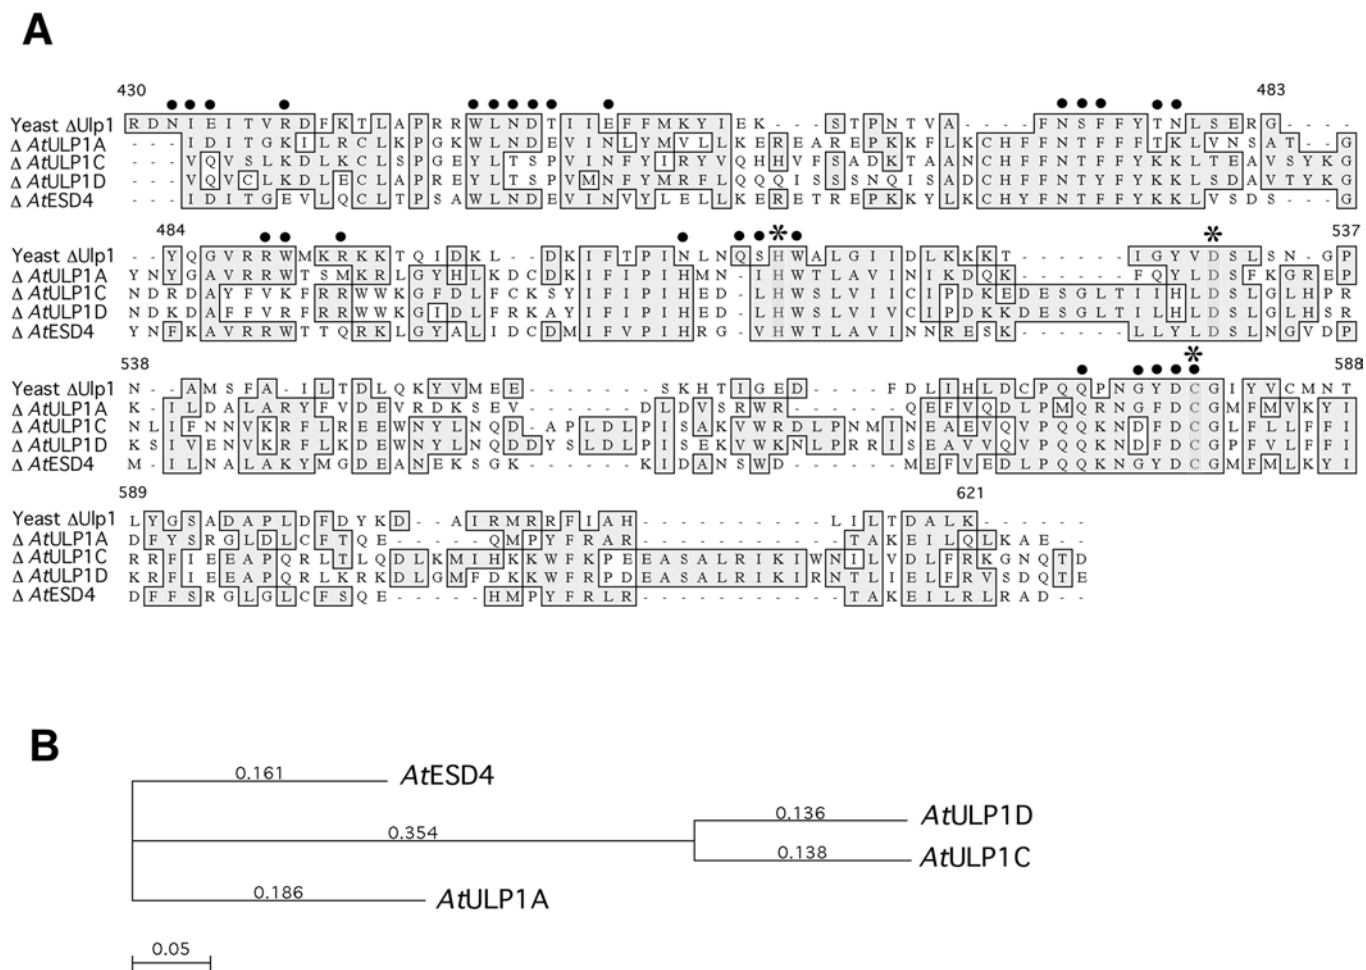 A
430 483
Yeast ΔUlp1 R D N I E I T V R D F K T L A P R R W L N D T I I E F F M K Y I E K - - - S T P N T V A - - - - F N S F F Y T N L S E R G - - - -
Δ AtULP1A - - - I D I T G K I L R C L K P G K W L N D E V I N L Y M V L L K E R E A R E P K K F L K C H F F N T F F F T K L V N S A T - - G
Δ AtULP1C - - - V Q V S L K D L K C L S P G E Y L T S P V I N F Y I R Y V Q H H V F S A D K T A A N C H F F N T Y F Y K K L T E A V S Y K G
Δ AtULP1D - - - V Q V C L K D L E C L A P R E Y L T S P V M N F Y M R F L Q Q Q I S S S N Q I S A D C H F F N T Y F Y K K L S D A V T Y K G
Δ AtESD4 - - - I D I T G E V L Q C L T P S A W L N D E V I N V Y L E L L K E R E T R E P K K Y L K C H Y F N T F F Y K K L V S D S - - - G
484 * * 537
Yeast ΔUlp1 - - Y Q G V R R W M K R K K T Q I D K L - - D K I F T P I N L N Q S H W A L G I I D L K K K T - - - - - - I G Y V D S L S N - G P
Δ AtULP1A Y N Y G A V R R W T S M K R L G Y H L K D C D K I F I P I H M N - I H W T L A V I N I K D Q K - - - - - - F Q Y L D S F K G R E P
Δ AtULP1C N D R D A Y F V K F R R W W K G F D L F C K S Y I F I P I H E D - L H W S L V I I C I P D K E D E S G L T I I H L D S L G L H P R
Δ AtULP1D N D K D A F F V R F R R W W K G I D L F R K A Y I F I P I H E D - L H W S L V I V C I P D K K D E S G L T I L H L D S L G L H S R
Δ AtESD4 Y N F K A V R R W T T Q R K L G Y A L I D C D M I F V P I H R G - V H W T L A V I N N R E S K - - - - - - L L Y L D S L N G V D P
538 * 588
Yeast ΔUlp1 N - - A M S F A - I L T D L Q K Y V M E E - - - - - - - S K H T I G E D - - - - F D L I H L D C P Q Q P N G Y D C G I Y V C M N T
Δ AtULP1A K - I L D A L A R Y F V D E V R D K S E V - - - - - - D L D V S R W R - - - - - - Q E F V Q D L P M Q R N G F D C G M F M V K Y I
Δ AtULP1C N L I F N N V K R F L R E E W N Y L N Q D - A P L D L P I S A K V W R D L P N M I N E A E V Q V P Q Q K N D F D C G L F L L F F I
Δ AtULP1D K S I V E N V K R F L K D E W N Y L N Q D D Y S L D L P I S E K V W K N L P R R I S E A V V Q V P Q Q K N D F D C G P F V L F F I
Δ AtESD4 M - I L N A L A K Y M G D E A N E K S G K - - - - - - K I D A N S W D - - - - - - M E F V E D L P Q Q K N G Y D C G M F M L K Y I
589 621
Yeast ΔUlp1 L Y G S A D A P L D F D Y K D - - A I R M R R F I A H - - - - - - - - - - L I L T D A L K - - - - - -
Δ AtULP1A D F Y S R G L D L C F T Q E - - - - - Q M P Y F R A R - - - - - - - - - - - T A K E I L Q L K A E - -
Δ AtULP1C R R F I E E A P Q R L T L Q D L K M I H K K W F K P E E A S A L R I K I W N I L V D L F R K G N Q T D
Δ AtULP1D K R F I E E A P Q R L K R K D L G M F D K K W F R P D E A S A L R I K I R N T L I E L F R V S D Q T E
Δ AtESD4 D F F S R G L G L C F S Q E - - - - - H M P Y F R L R - - - - - - - - - - - T A K E I L R L R A D - -
B
0.161 AtESD4
0.136 AtULP1D
0.354
0.138 AtULP1C
0.186 AtULP1A
0.05